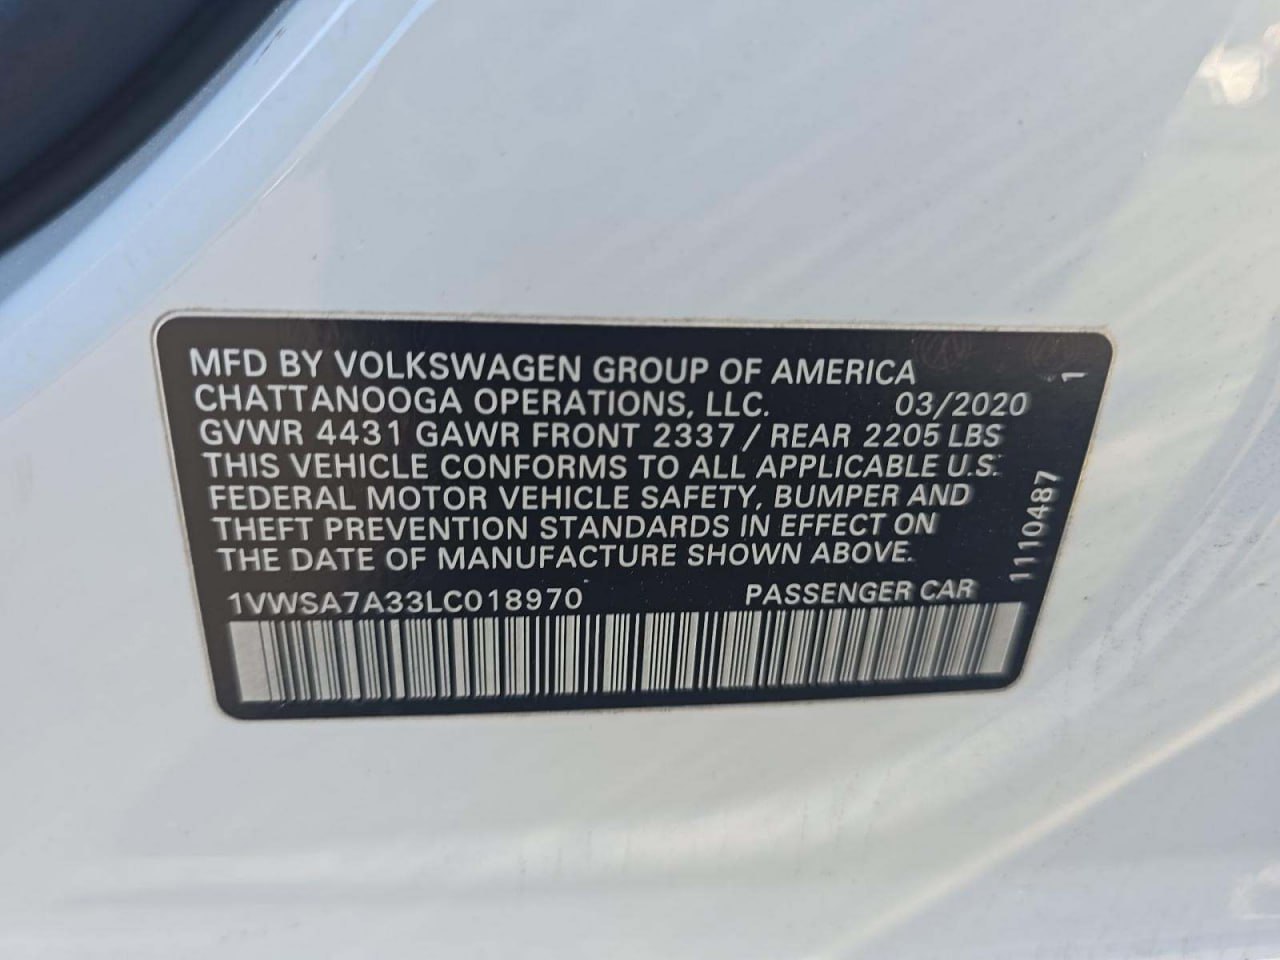 MFD BY VOLKSWAGEN GROUP OF AMERICA
CHATTANOOGA OPERATIONS, LLC. 03/2020
GVWR 4431 GAWR FRONT 2337 / REAR 2205 LBS
THIS VEHICLE CONFORMS TO ALL APPLICABLE U.S.
FEDERAL MOTOR VEHICLE SAFETY, BUMPER AND
THEFT PREVENTION STANDARDS IN EFFECT ON
THE DATE OF MANUFACTURE SHOWN ABOVE.
1VWSA7A33LC018970 PASSENGER CAR
1110487
1